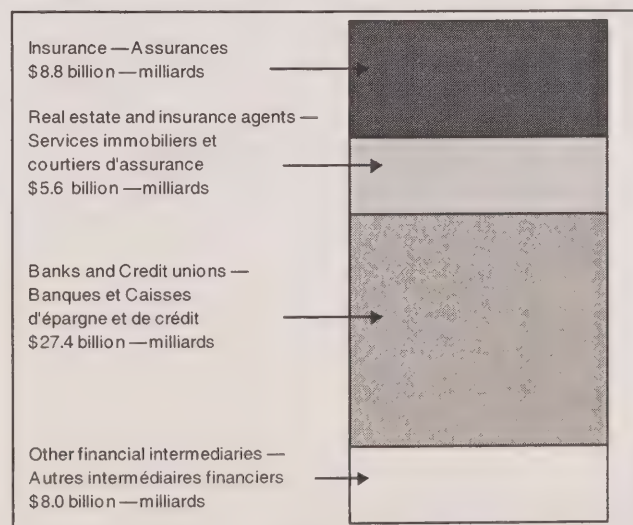 Insurance — Assurances
$8.8 billion — milliards
Real estate and insurance agents —
Services immobiliers et
courtiers d'assurance
$5.6 billion — milliards
Banks and Credit unions —
Banques et Caisses
d'épargne et de crédit
$27.4 billion — milliards
Other financial intermediaries —
Autres intermédiaires financiers
$8.0 billion — milliards